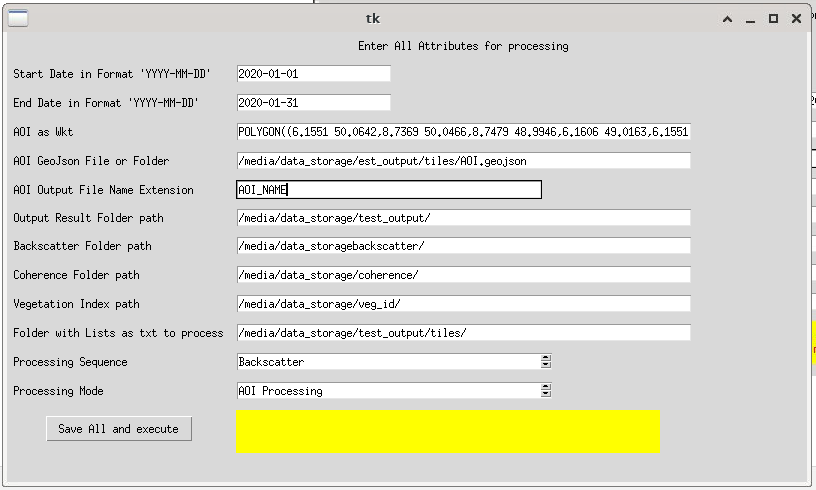 tk
Enter All Attributes for processing
Start Date in Format 'YYYY-MM-DD' 2020-01-01
End Date in Format 'YYYY-MM-DD' 2020-01-31
AOI as Wkt POLYGON((6.1551 50.0642,8.7369 50.0466,8.7479 48.9946,6.1606 49.0163,6.1551
AOI GeoJson File or Folder /media/data_storage/est_output/tiles/AOI.geojson
AOI Output File Name Extension AOI_NAME
Output Result Folder path /media/data_storage/test_output/
Backscatter Folder path /media/data_storagebackscatter/
Coherence Folder path /media/data_storage/coherence/
Vegetation Index path /media/data_storage/veg_id/
Folder with Lists as txt to process /media/data_storage/test_output/tiles/
Processing Sequence Backscatter
Processing Mode AOI Processing
Save All and execute